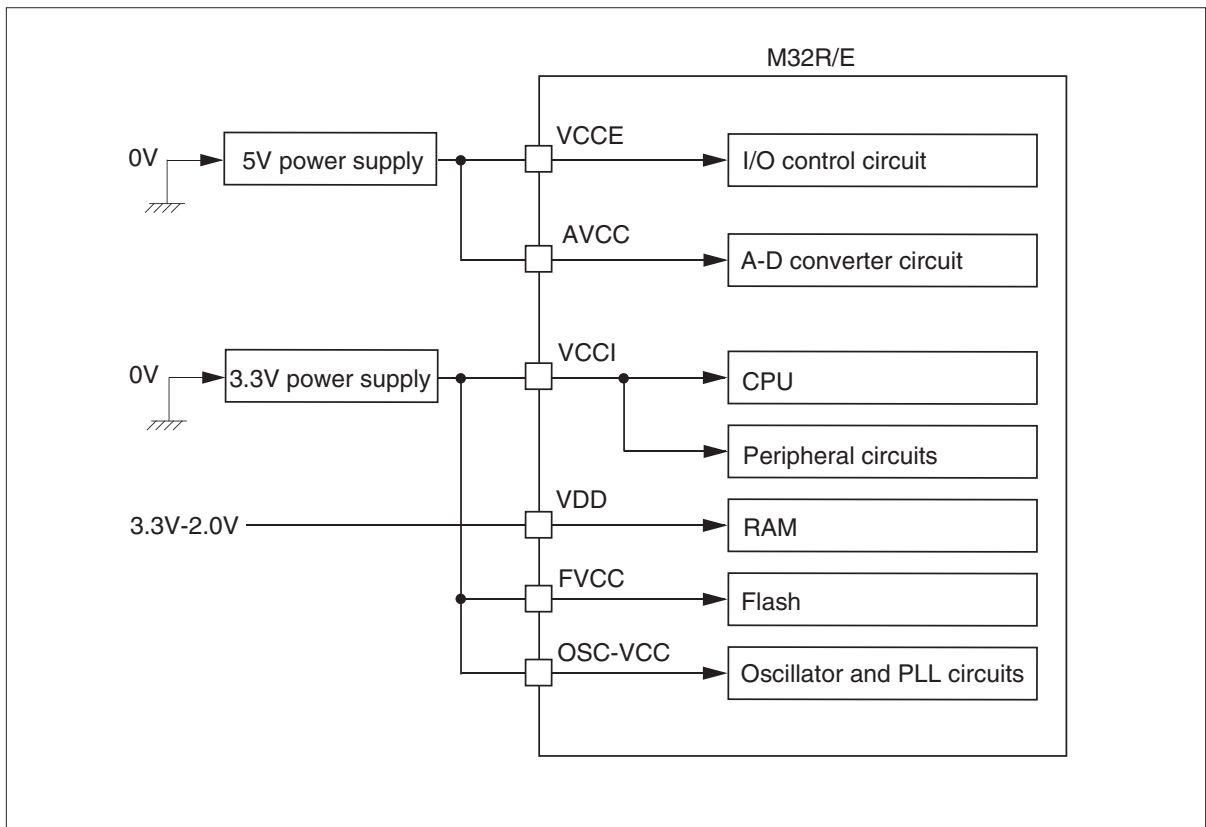 M32R/E
VCCE
0V
5V power supply
I/O control circuit
AVCC
A-D converter circuit
VCCI
0V
3.3V power supply
CPU
Peripheral circuits
VDD
3.3V-2.0V
RAM
FVCC
Flash
OSC-VCC
Oscillator and PLL circuits